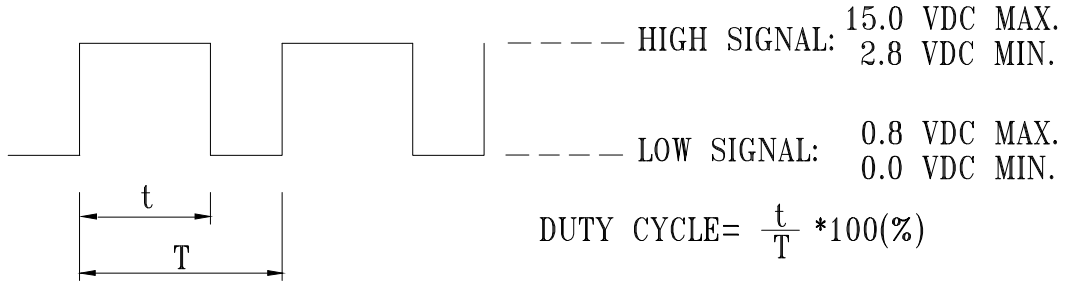 HIGH SIGNAL: 15.0 VDC MAX.
2.8 VDC MIN.
LOW SIGNAL: 0.8 VDC MAX.
0.0 VDC MIN.
t
T
DUTY CYCLE= t/T *100(%)